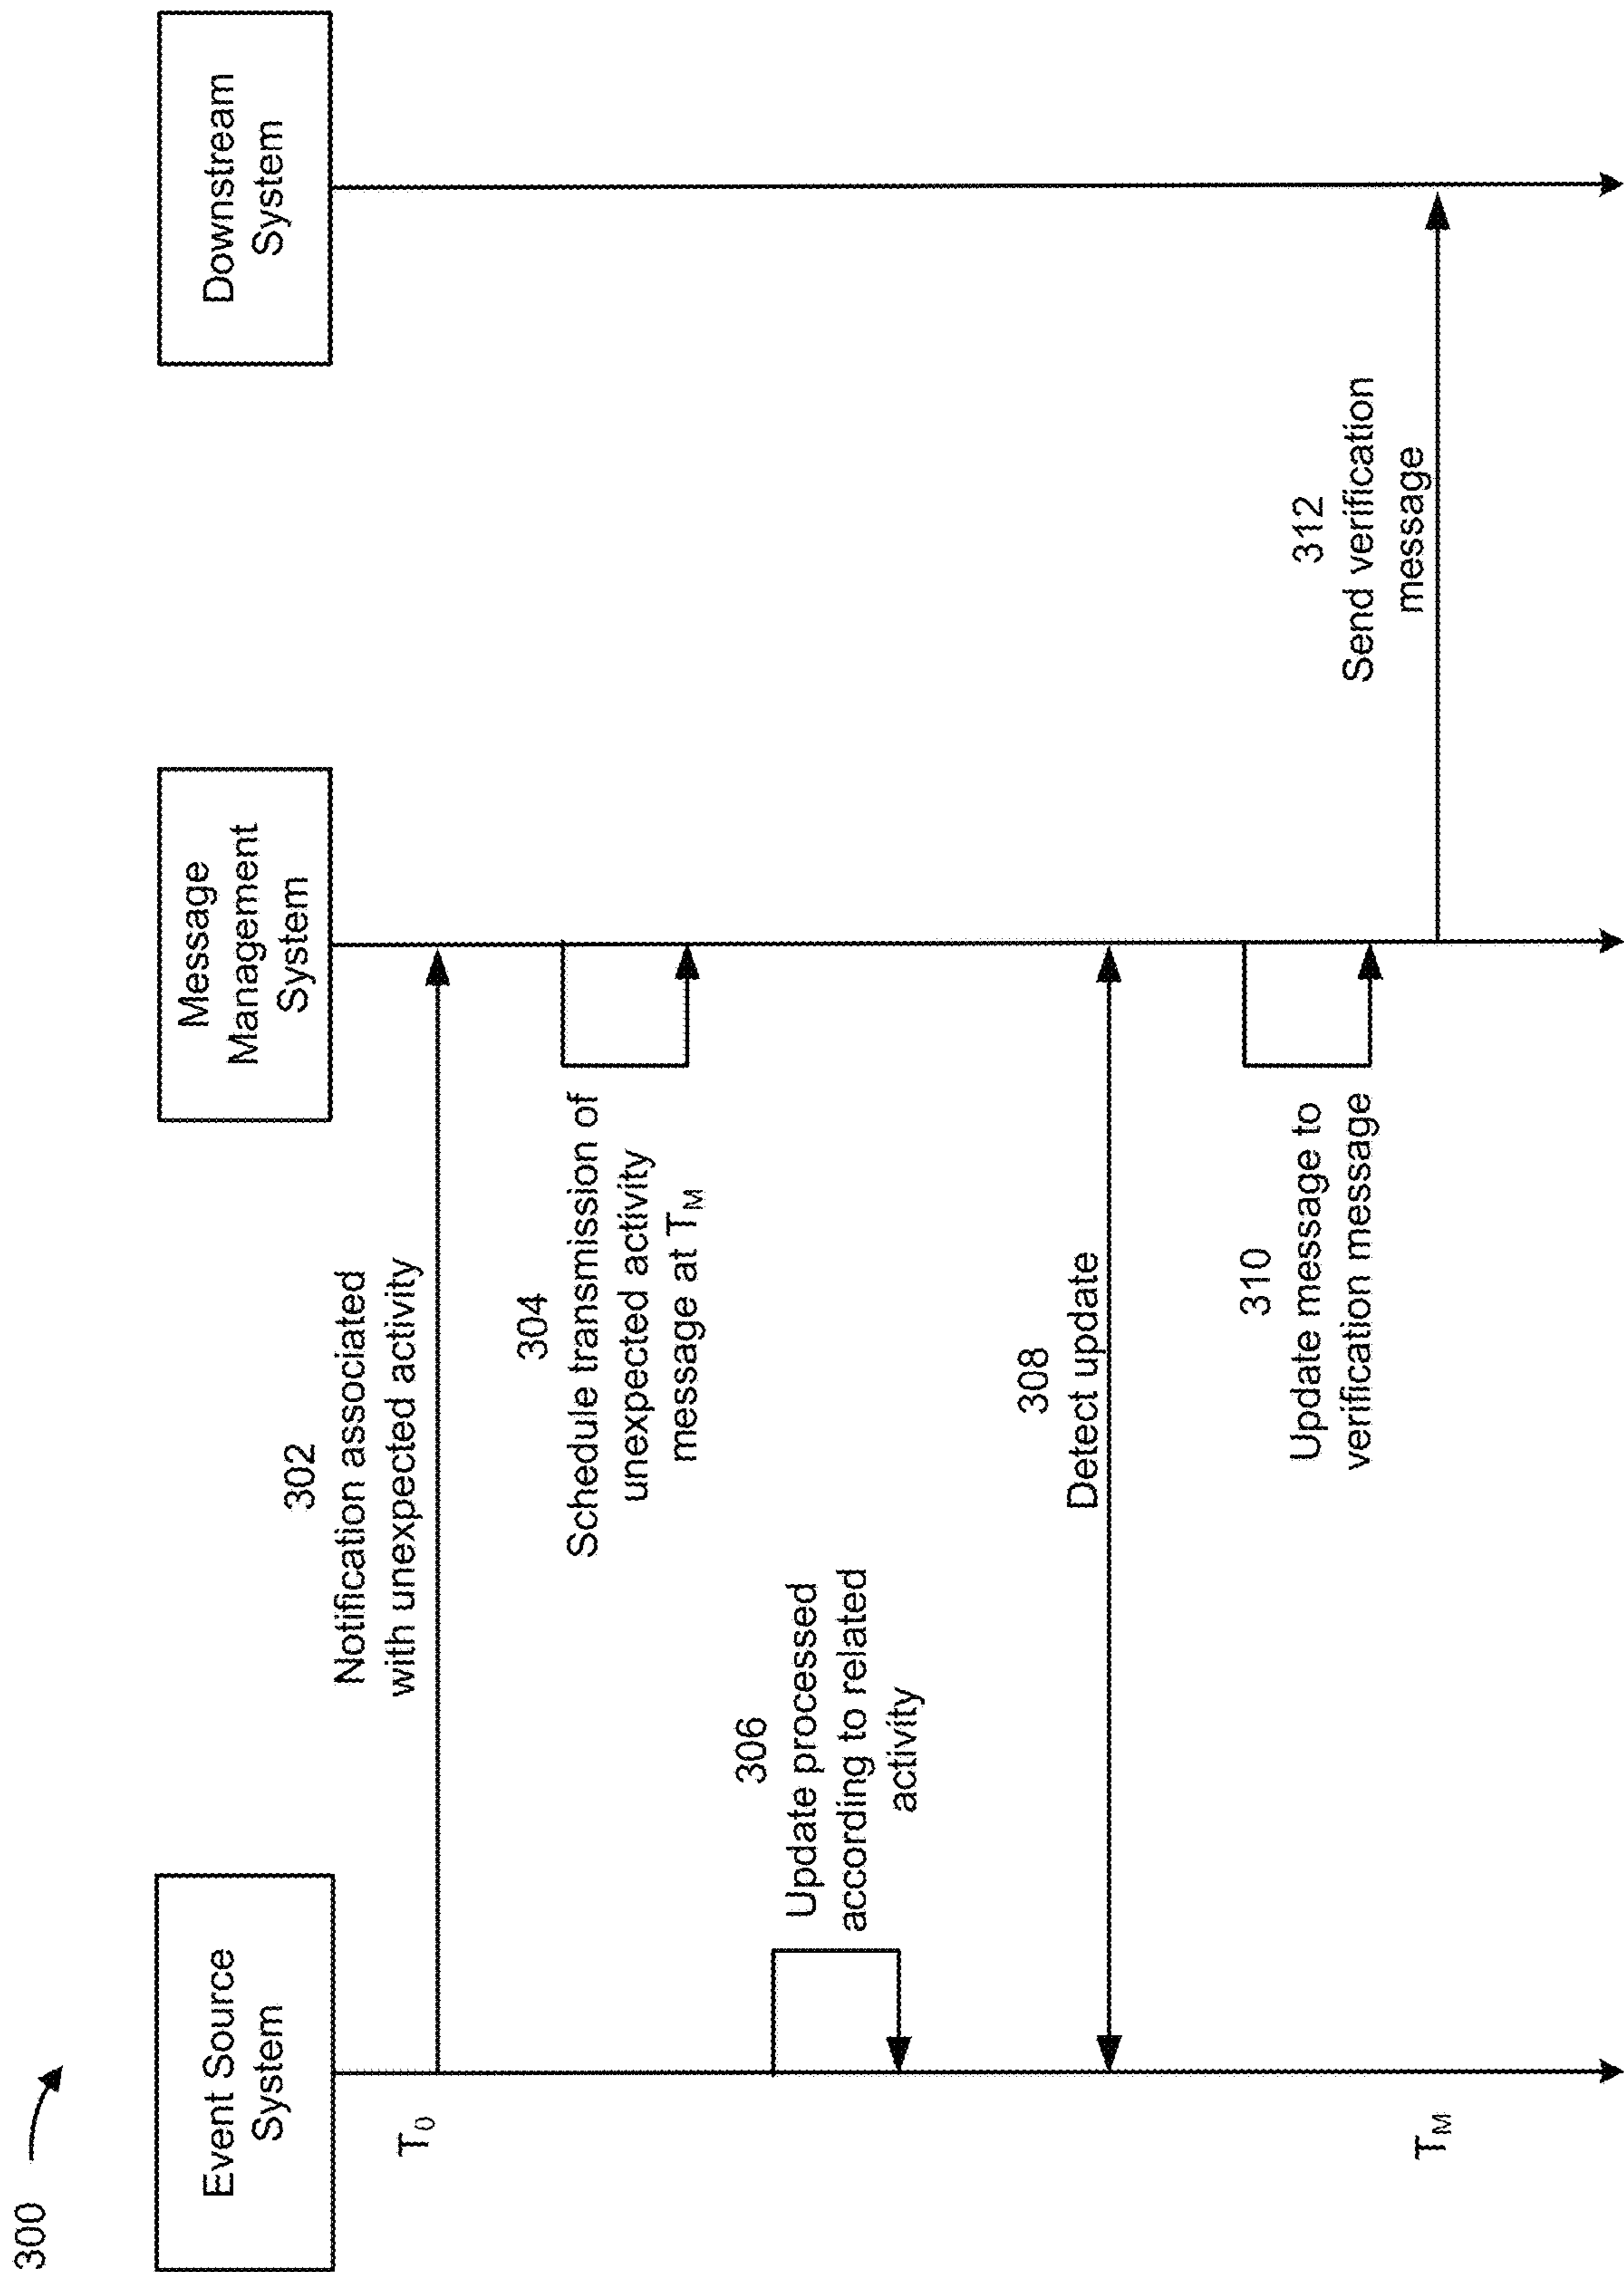 300
Event Source
System
Message
Management
System
Downstream
System
T₀
302
Notification associated
with unexpected activity
304
Schedule transmission of
unexpected activity
message at Tᴍ
306
Update processed
according to related
activity
308
Detect update
310
Update message to
verification message
312
Send verification
message
Tᴍ